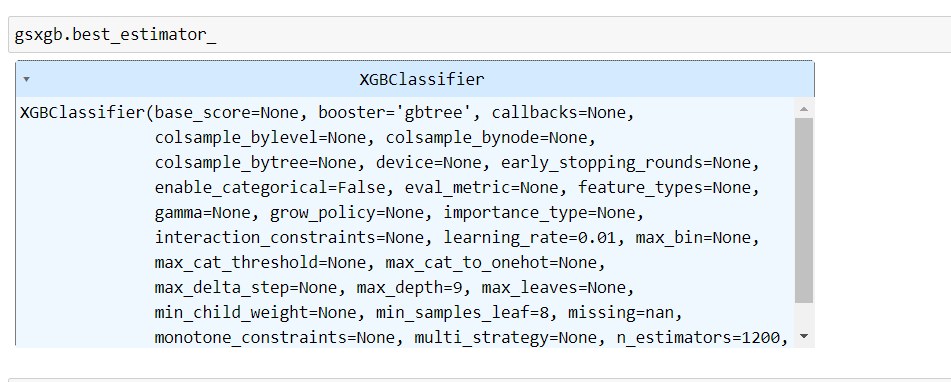 gsxgb.best_estimator_
XGBClassifier
XGBClassifier(base_score=None, booster='gbtree', callbacks=None,
colsample_bylevel=None, colsample_bynode=None,
colsample_bytree=None, device=None, early_stopping_rounds=None,
enable_categorical=False, eval_metric=None, feature_types=None,
gamma=None, grow_policy=None, importance_type=None,
interaction_constraints=None, learning_rate=0.01, max_bin=None,
max_cat_threshold=None, max_cat_to_onehot=None,
max_delta_step=None, max_depth=9, max_leaves=None,
min_child_weight=None, min_samples_leaf=8, missing=nan,
monotone_constraints=None, multi_strategy=None, n_estimators=1200,